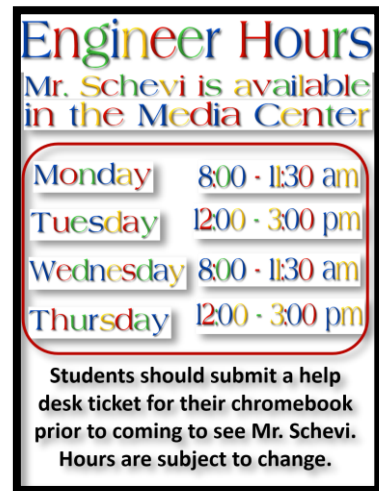 Engineer Hours
Mr. Schevi is available
in the Media Center
Monday 8:00 - 11:30 am
Tuesday 12:00 - 3:00 pm
Wednesday 8:00 - 11:30 am
Thursday 12:00 - 3:00 pm
Students should submit a help
desk ticket for their chromebook
prior to coming to see Mr. Schevi.
Hours are subject to change.